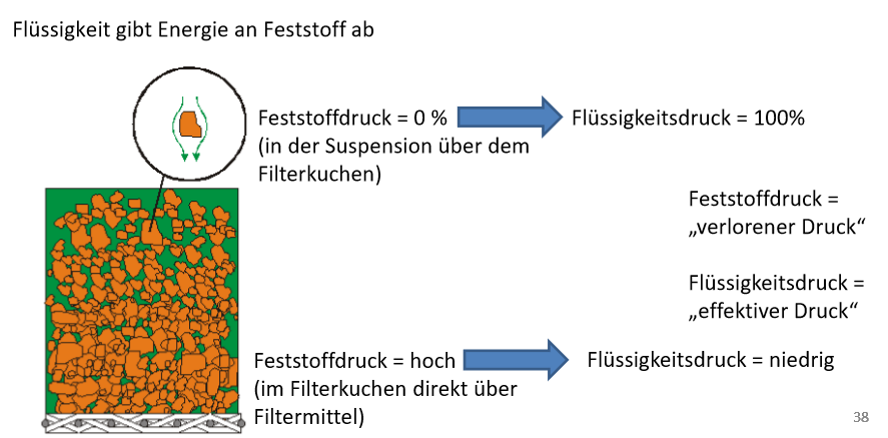 Flüssigkeit gibt Energie an Feststoff ab
Feststoffdruck = 0 %
(in der Suspension über dem
Filterkuchen)
Flüssigkeitsdruck = 100%
Feststoffdruck =
„verlorener Druck“
Flüssigkeitsdruck =
„effektiver Druck“
Feststoffdruck = hoch
(im Filterkuchen direkt über
Filtermittel)
Flüssigkeitsdruck = niedrig
38